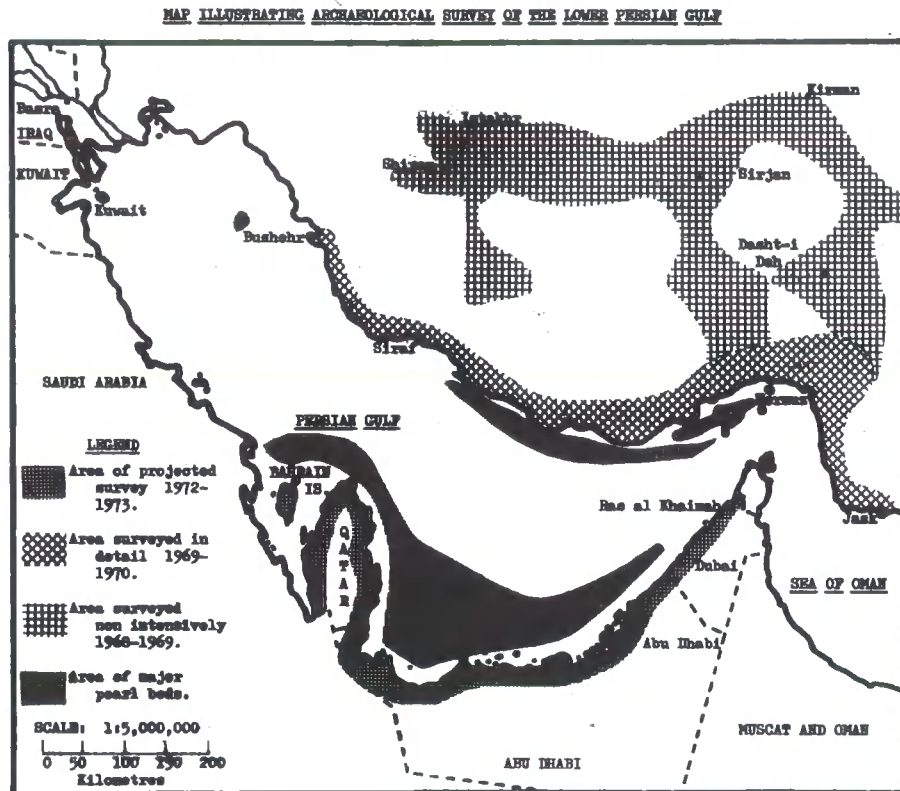 MAP ILLUSTRATING ARCHAEOLOGICAL SURVEY OF THE LOWER PERSIAN GULF
Istakhr
Kirman
Basra
IRAQ
KUWAIT
Shiraz
Sirjan
Kuwait
Bushehr
Dasht-i
Deh
Siraf
SAUDI ARABIA
Hormuz
PERSIAN GULF
LEGEND
Area of projected
survey 1972-
1973.
BAHRAIN
IS.
Ras al Khaimah
Jask
QATAR
Area surveyed in
detail 1969-
1970.
Dubai
SEA OF OMAN
Area surveyed
non intensively
1968-1969.
Abu Dhabi
Area of major
pearl beds.
SCALE: 1:5,000,000
0 50 100 150 200
Kilometres
MUSCAT AND OMAN
ABU DHABI